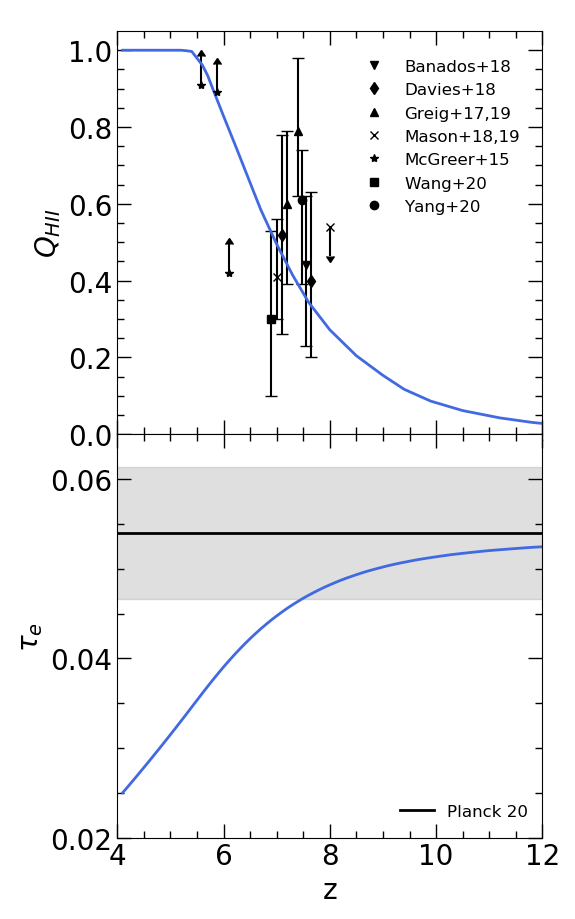 1.0
0.8
0.6
0.4
0.2
0.0
Q_{HII}
Banados+18
Davies+18
Greig+17,19
Mason+18,19
McGreer+15
Wang+20
Yang+20
0.06
0.04
0.02
τ_e
Planck 20
4 6 8 10 12
z